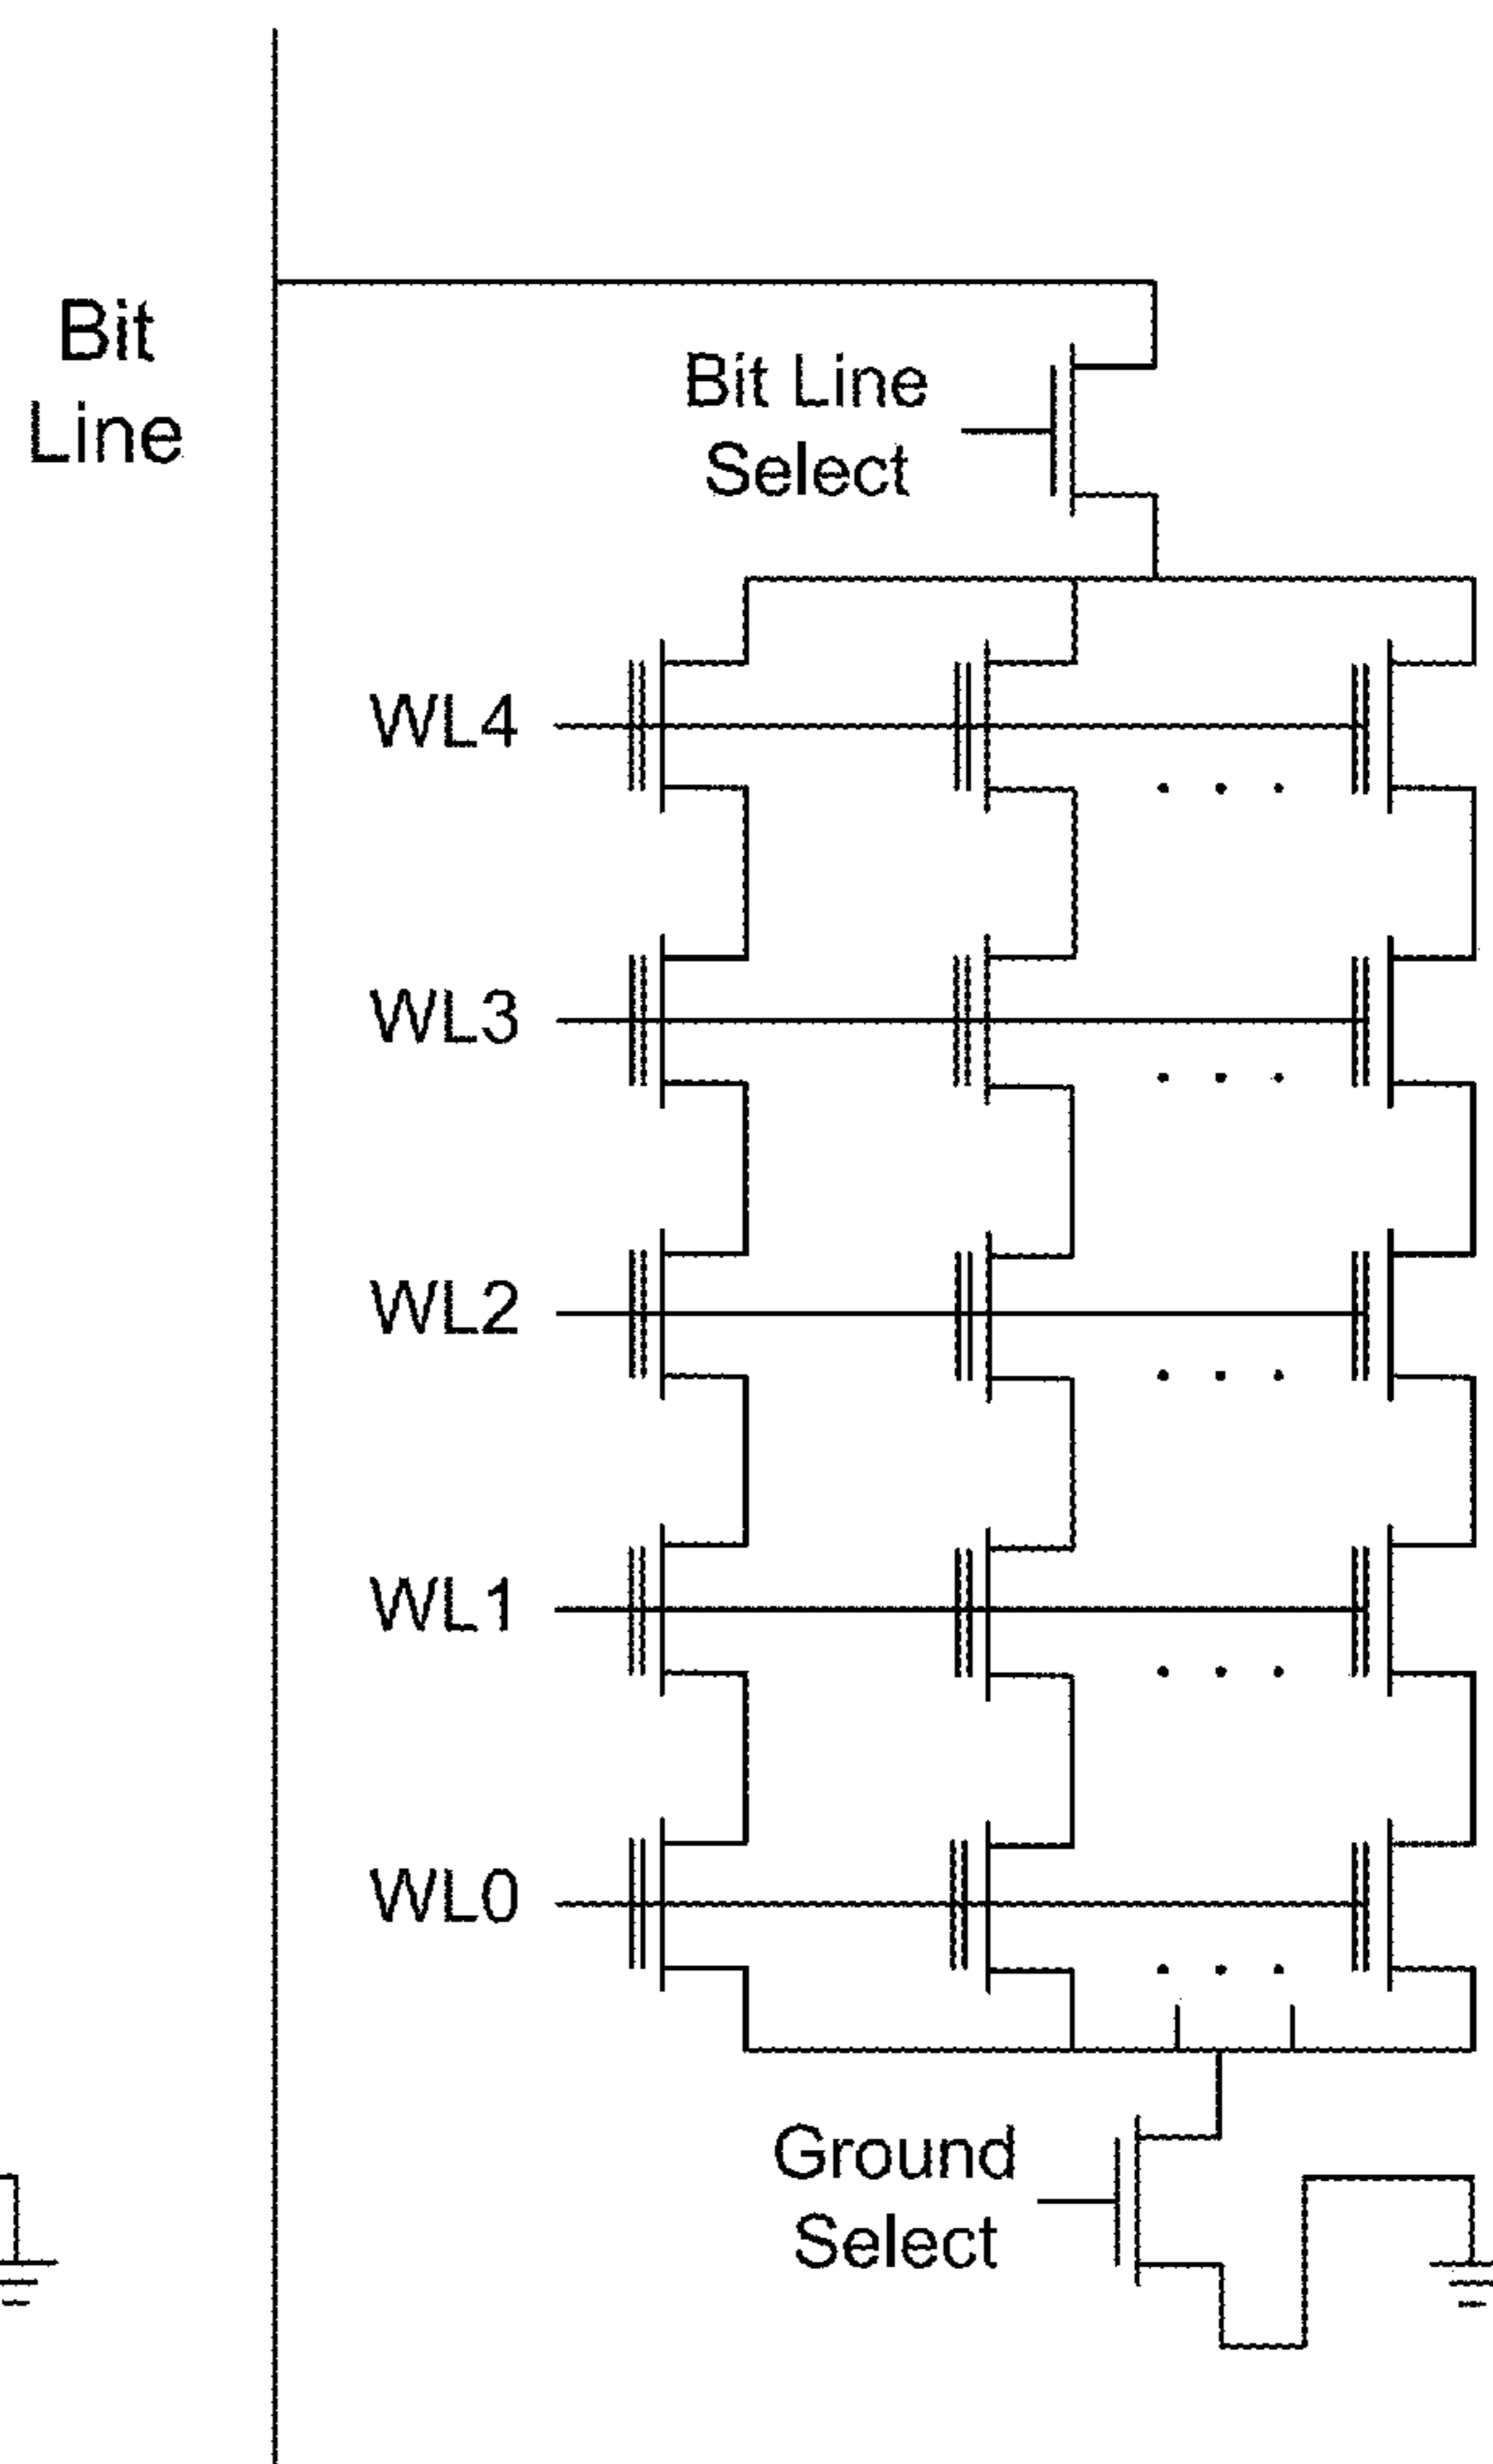 Bit
Line
Bit Line
Select
WL4
WL3
WL2
WL1
WL0
Ground
Select